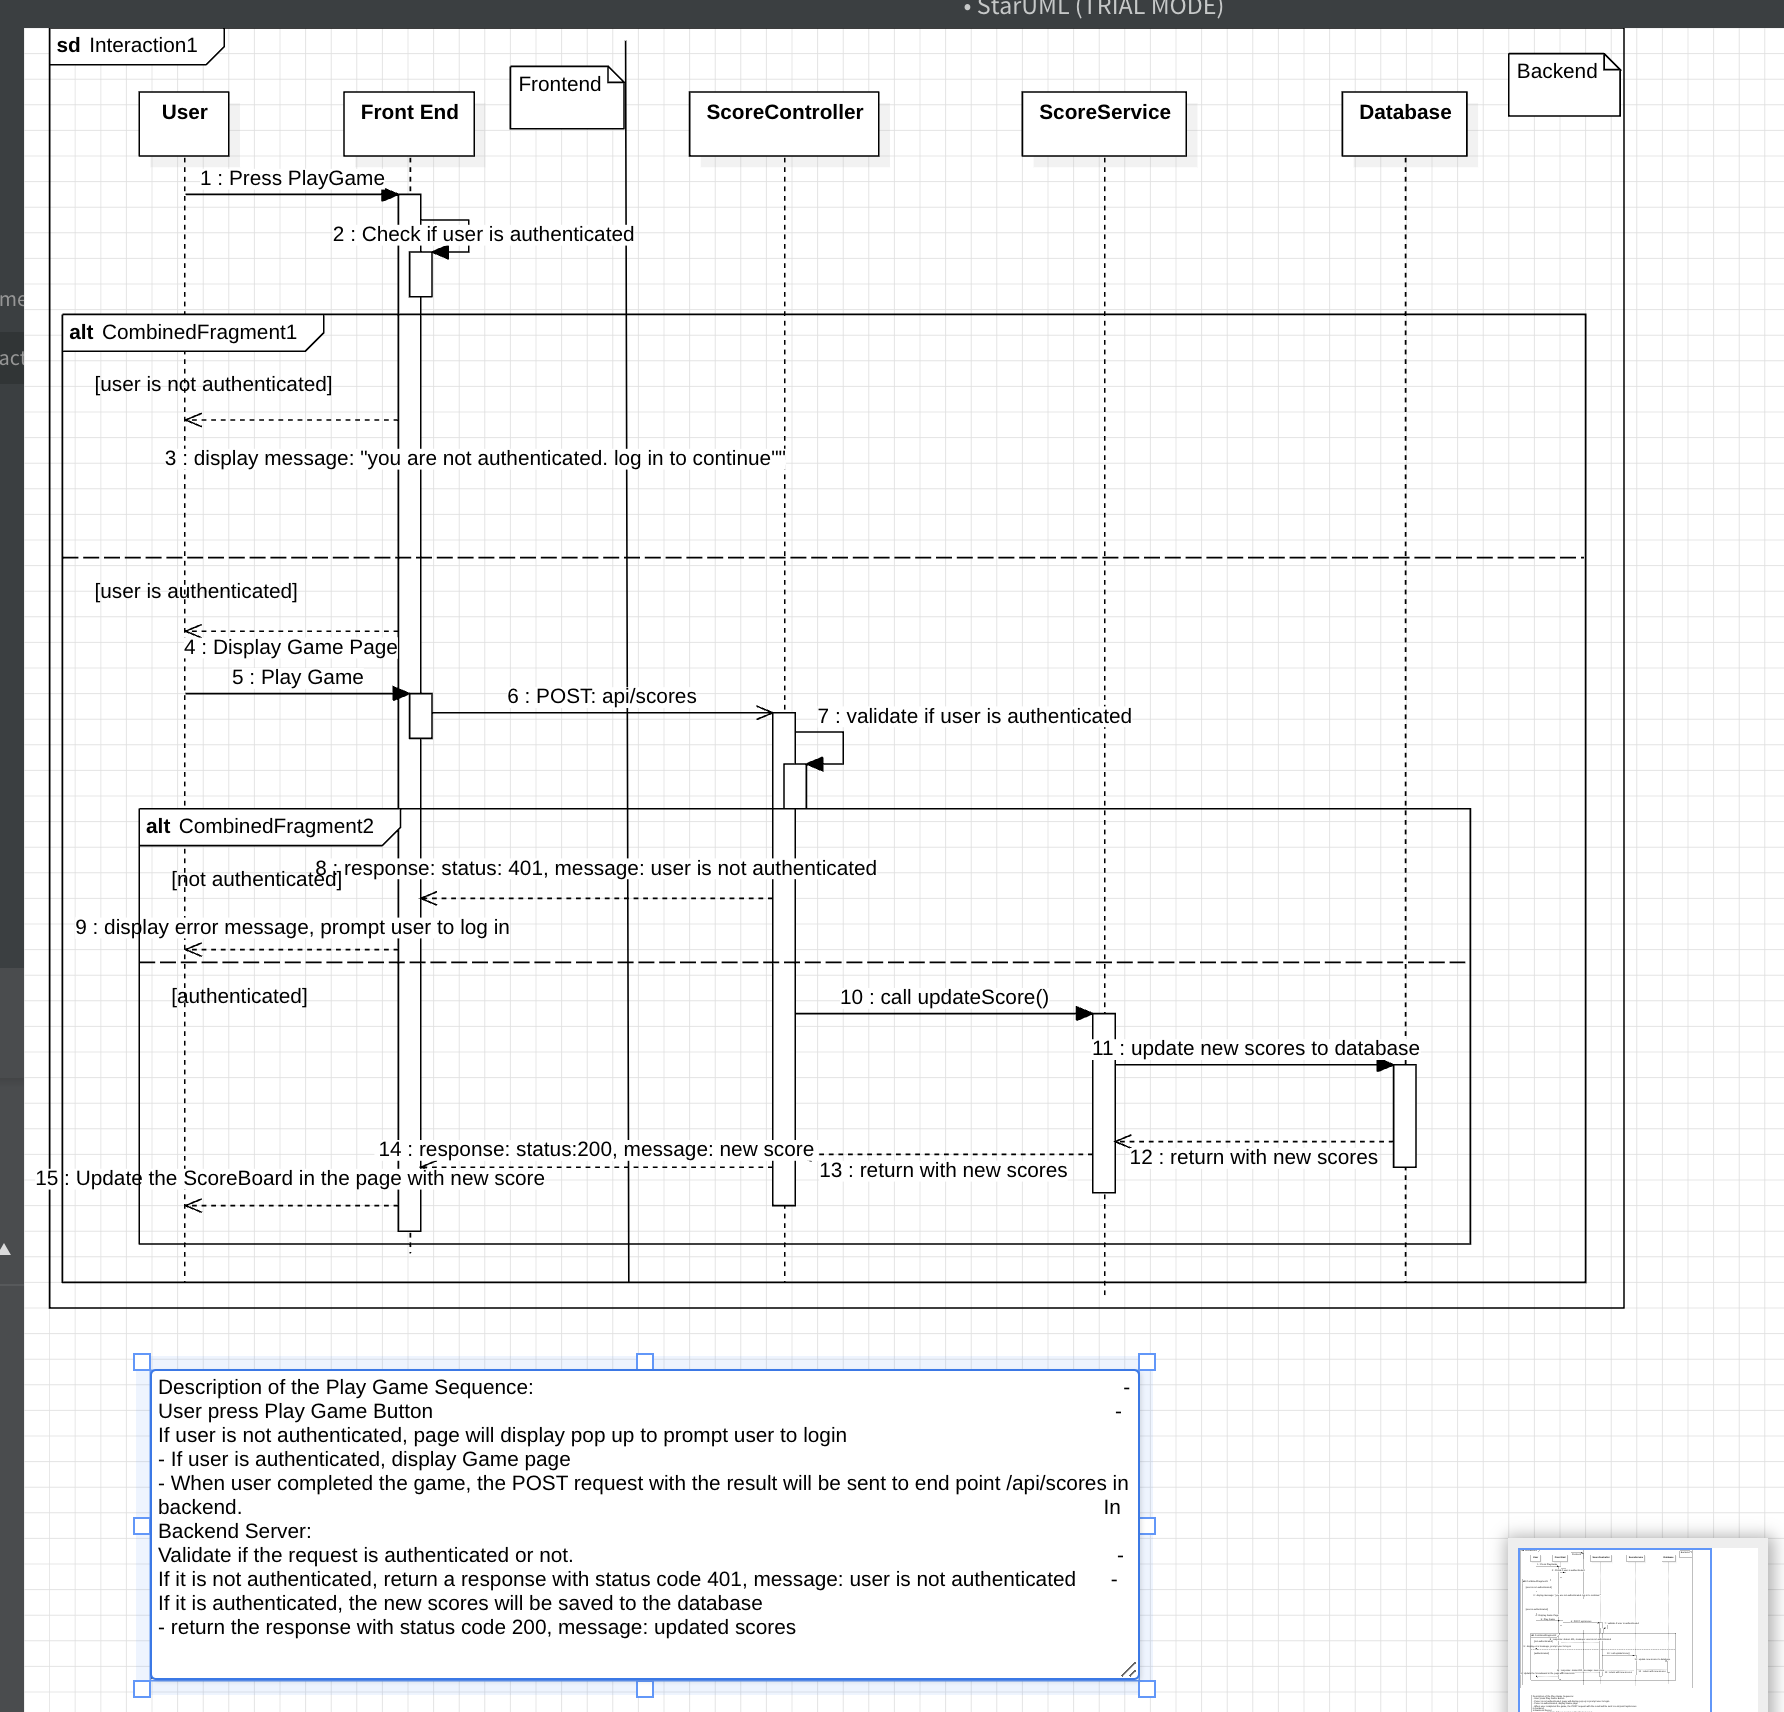 • StarUML (TRIAL MODE)
sd Interaction1
Frontend
Backend
User
Front End
ScoreController
ScoreService
Database
1 : Press PlayGame
2 : Check if user is authenticated
me
alt CombinedFragment1
act
[user is not authenticated]
3 : display message: "you are not authenticated. log in to continue""
[user is authenticated]
4 : Display Game Page
5 : Play Game
6 : POST: api/scores
7 : validate if user is authenticated
alt CombinedFragment2
8 : response: status: 401, message: user is not authenticated
[not authenticated]
9 : display error message, prompt user to log in
[authenticated]
10 : call updateScore()
11 : update new scores to database
14 : response: status:200, message: new score
12 : return with new scores
13 : return with new scores
15 : Update the ScoreBoard in the page with new score
Description of the Play Game Sequence: -
User press Play Game Button -
If user is not authenticated, page will display pop up to prompt user to login
- If user is authenticated, display Game page
- When user completed the game, the POST request with the result will be sent to end point /api/scores in
backend. In
Backend Server:
Validate if the request is authenticated or not. -
If it is not authenticated, return a response with status code 401, message: user is not authenticated -
If it is authenticated, the new scores will be saved to the database
- return the response with status code 200, message: updated scores